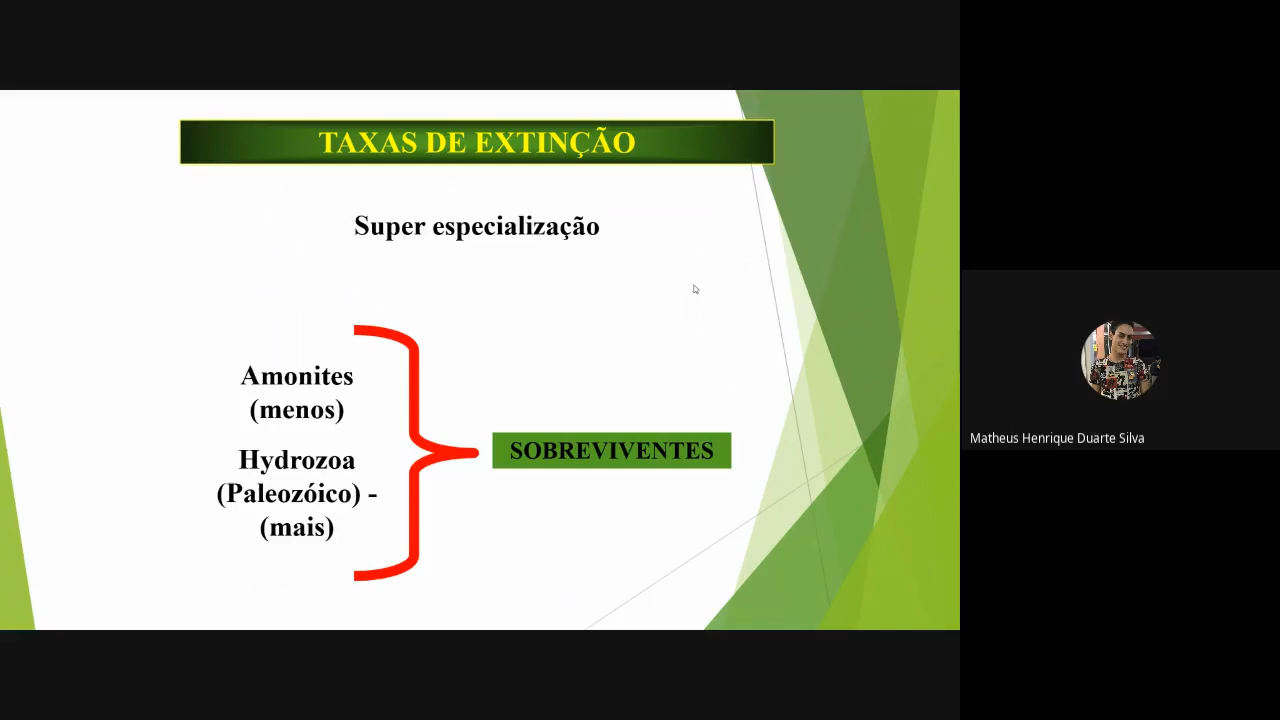 TAXAS DE EXTINÇÃO
Super especialização
Amonites
(menos)
Hydrozoa
(Paleozóico) -
(mais)
SOBREVIVENTES
Matheus Henrique Duarte Silva